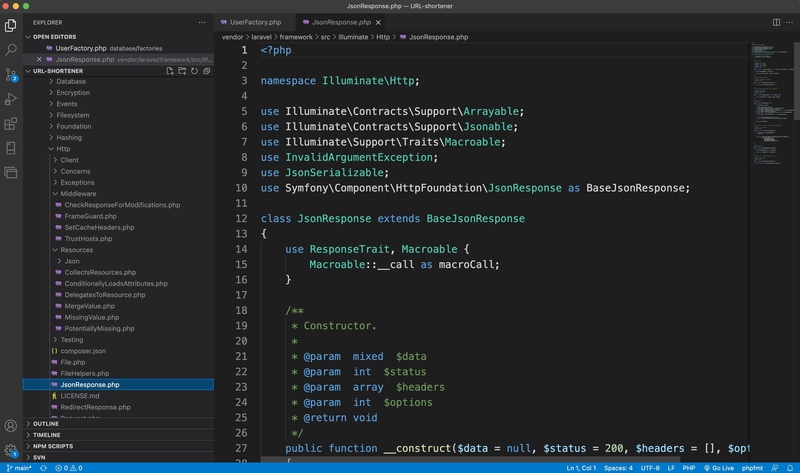 JsonResponse.php — URL-shortener
EXPLORER
OPEN EDITORS
UserFactory.php database/factories
JsonResponse.php vendor/laravel/framework/src/Ill...
URL-SHORTENER
Database
Encryption
Events
Filesystem
Foundation
Hashing
Http
Client
Concerns
Exceptions
Middleware
CheckResponseForModifications.php
FrameGuard.php
SetCacheHeaders.php
TrustHosts.php
Resources
Json
CollectsResources.php
ConditionallyLoadsAttributes.php
DelegatesToResource.php
MergeValue.php
MissingValue.php
PotentiallyMissing.php
Testing
composer.json
File.php
FileHelpers.php
JsonResponse.php
LICENSE.md
RedirectResponse.php
Request.php
OUTLINE
TIMELINE
NPM SCRIPTS
SVN
UserFactory.php
JsonResponse.php
vendor > laravel > framework > src > Illuminate > Http > JsonResponse.php
1 <?php
2
3 namespace Illuminate\Http;
4
5 use Illuminate\Contracts\Support\Arrayable;
6 use Illuminate\Contracts\Support\Jsonable;
7 use Illuminate\Support\Traits\Macroable;
8 use InvalidArgumentException;
9 use JsonSerializable;
10 use Symfony\Component\HttpFoundation\JsonResponse as BaseJsonResponse;
11
12 class JsonResponse extends BaseJsonResponse
13 {
14 use ResponseTrait, Macroable {
15 Macroable::__call as macroCall;
16 }
17
18 /**
19 * Constructor.
20 *
21 * @param mixed $data
22 * @param int $status
23 * @param array $headers
24 * @param int $options
25 * @return void
26 */
27 public function __construct($data = null, $status = 200, $headers = [], $opt
28 {
main*
0 0
Ln 1, Col 1
Spaces: 4
UTF-8
LF
PHP
Go Live
phpfmt